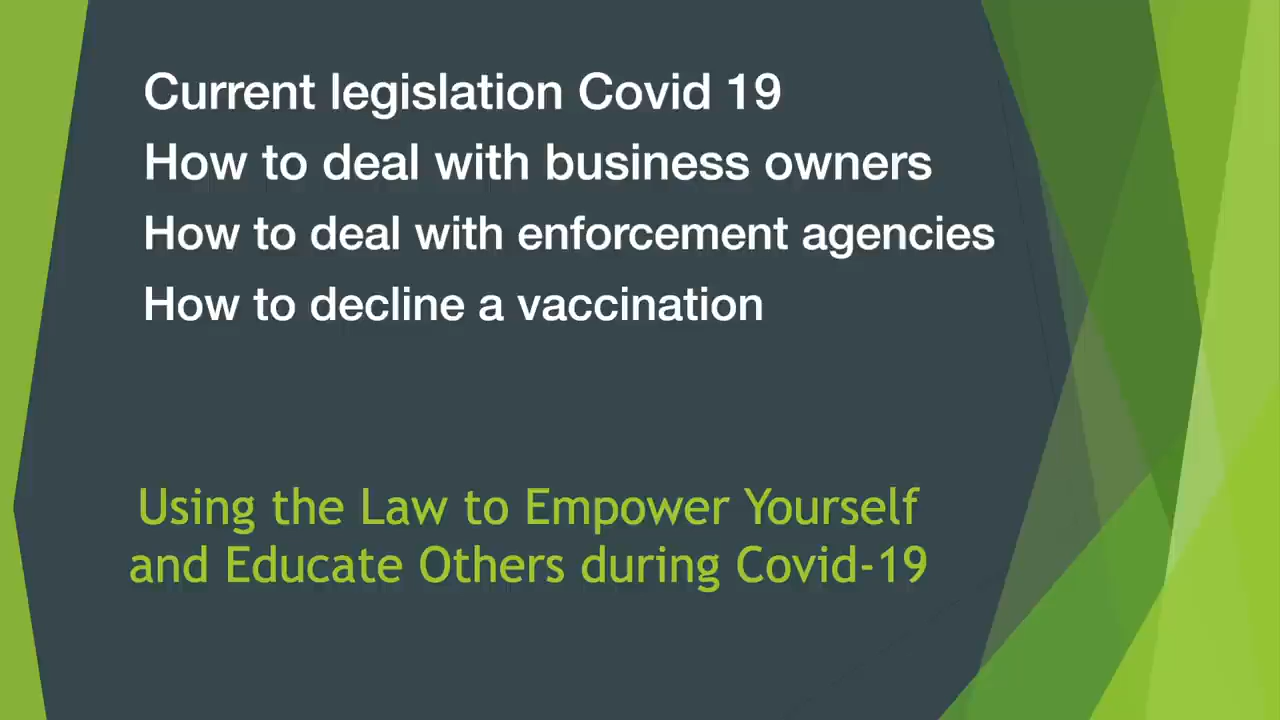 Current legislation Covid 19
How to deal with business owners
How to deal with enforcement agencies
How to decline a vaccination
Using the Law to Empower Yourself
and Educate Others during Covid-19